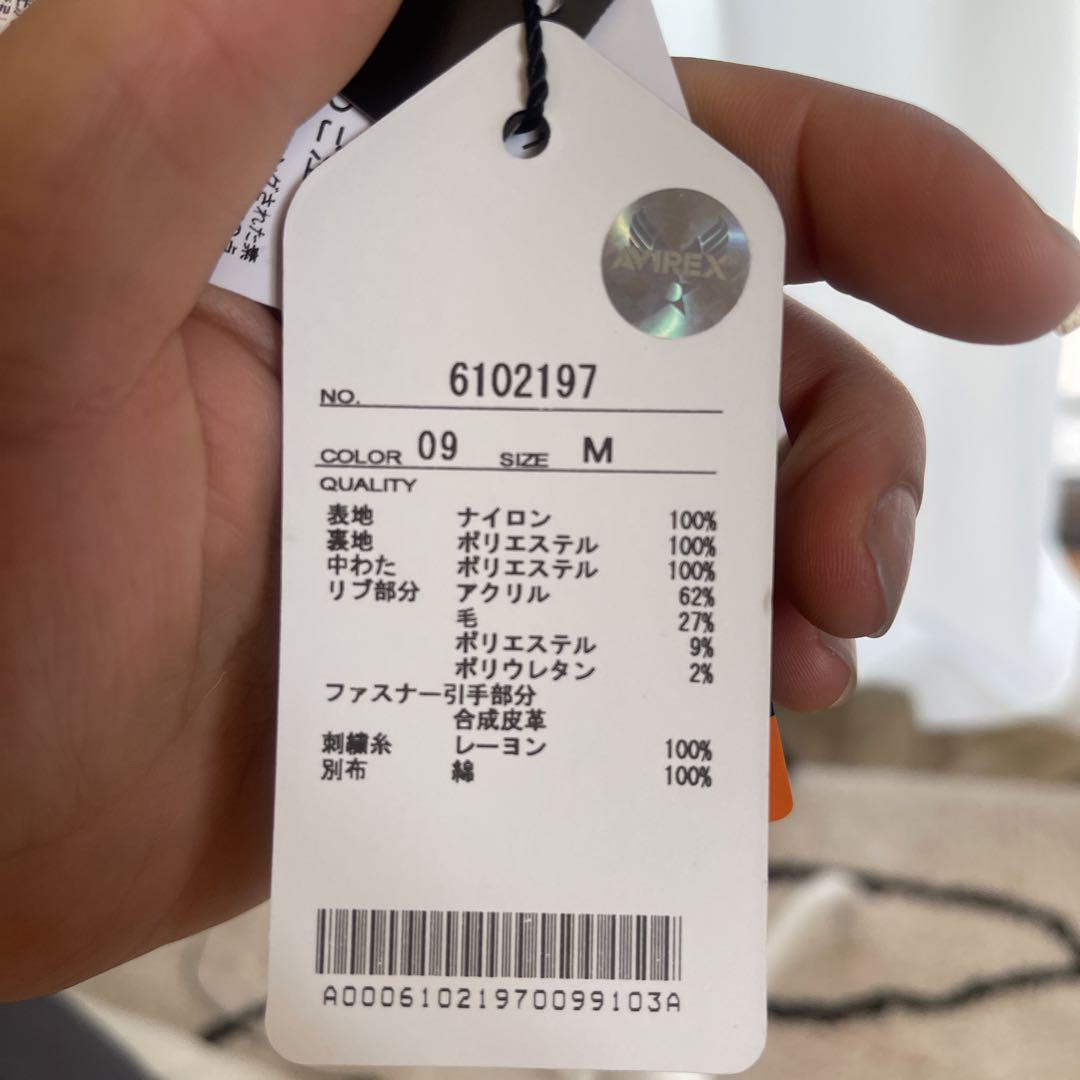 AVIREX
NO. 6102197
COLOR 09 SIZE M
QUALITY
表地 ナイロン 100%
裏地 ポリエステル 100%
中わた ポリエステル 100%
リブ部分 アクリル 62%
毛 27%
ポリエステル 9%
ポリウレタン 2%
ファスナー引手部分
合成皮革
刺繍糸 レーヨン 100%
別布 綿 100%
A00061021970099103A